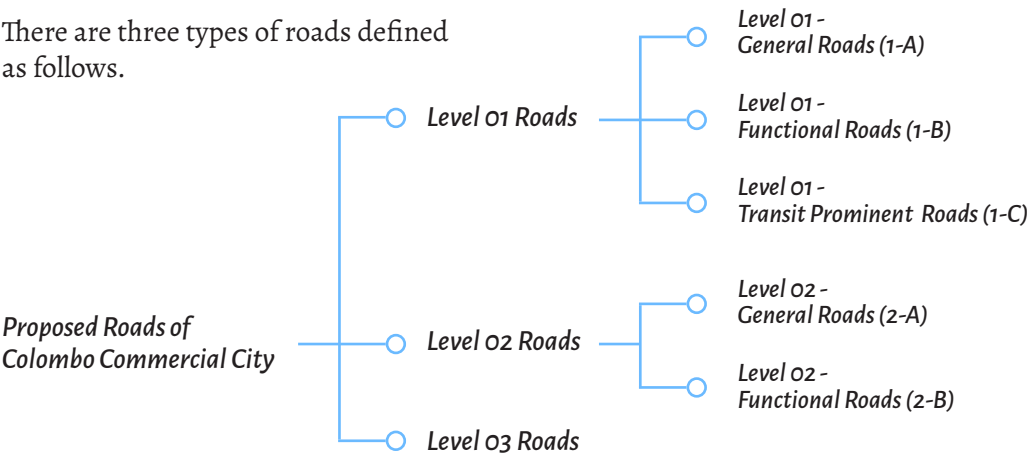 There are three types of roads defined
as follows.
Proposed Roads of
Colombo Commercial City
Level 01 Roads
Level 01 -
General Roads (1-A)
Level 01 -
Functional Roads (1-B)
Level 01 -
Transit Prominent Roads (1-C)
Level 02 Roads
Level 02 -
General Roads (2-A)
Level 02 -
Functional Roads (2-B)
Level 03 Roads